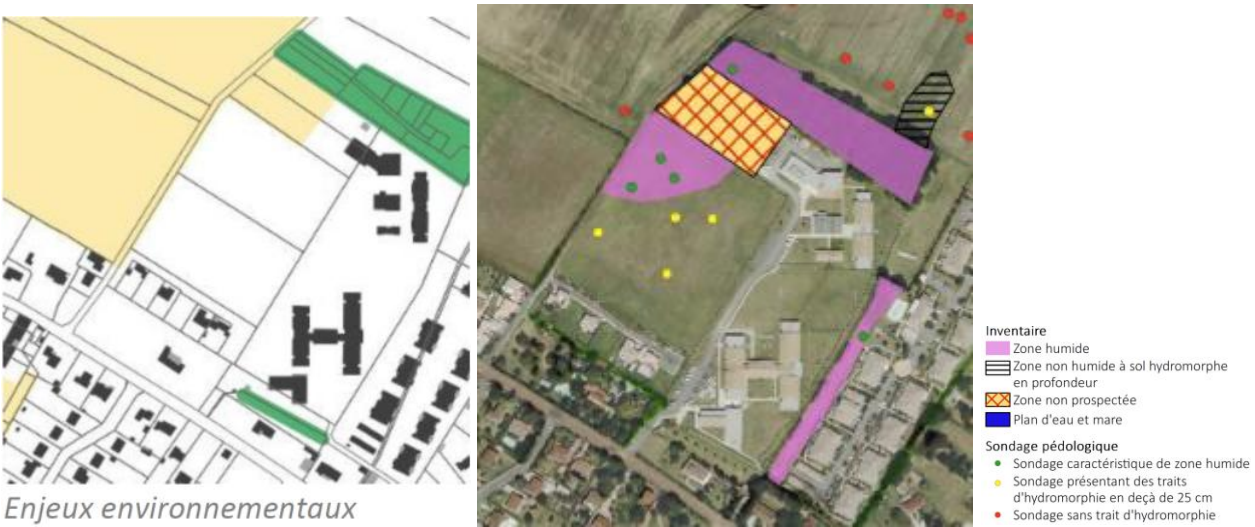 Enjeux environnementaux
Inventaire
Zone humide
Zone non humide à sol hydromorphe
en profondeur
Zone non prospectée
Plan d'eau et mare
Sondage pédologique
Sondage caractéristique de zone humide
Sondage présentant des traits
d'hydromorphie en deçà de 25 cm
Sondage sans trait d'hydromorphie